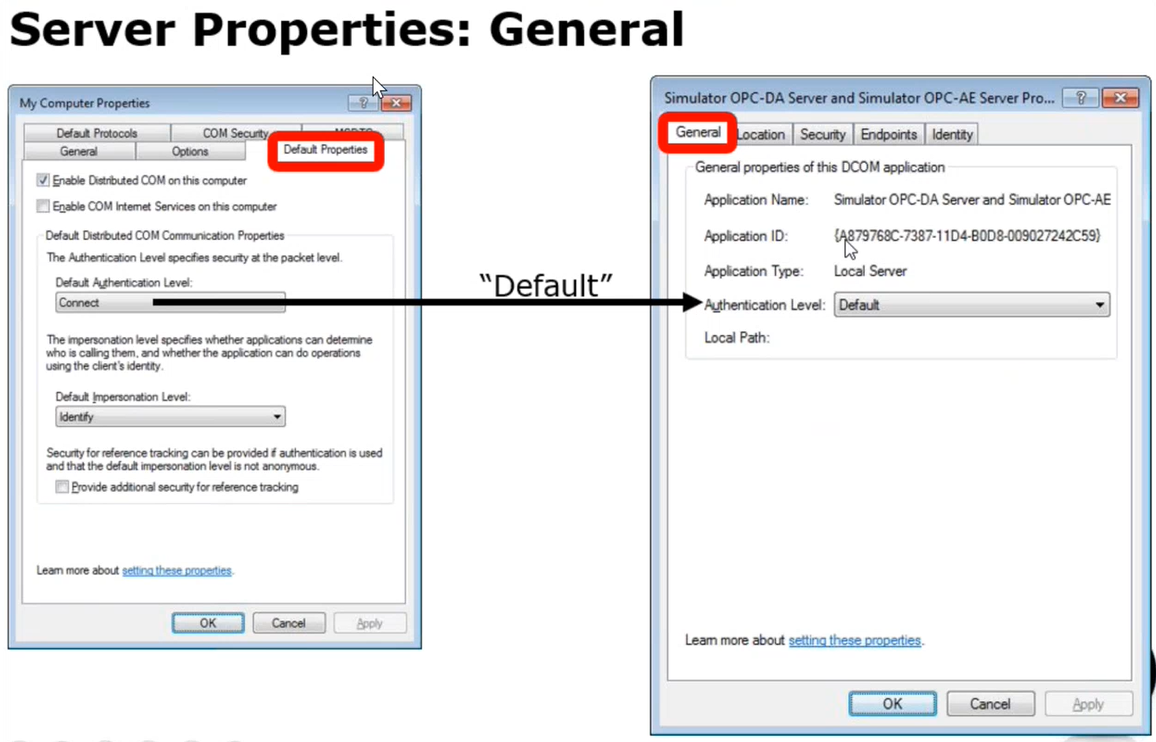 Server Properties: General
My Computer Properties
Default Protocols COM Security
General Options Default Properties
Enable Distributed COM on this computer
Enable COM Internet Services on this computer
Default Distributed COM Communication Properties
The Authentication Level specifies security at the packet level.
Default Authentication Level:
Connect
The impersonation level specifies whether applications can determine
who is calling them, and whether the application can do operations
using the client's identity.
Default Impersonation Level:
Identify
Security for reference tracking can be provided if authentication is used
and that the default impersonation level is not anonymous.
Provide additional security for reference tracking
Learn more about setting these properties.
OK Cancel Apply
“Default”
Simulator OPC-DA Server and Simulator OPC-AE Server Pro...
General Location Security Endpoints Identity
General properties of this DCOM application
Application Name: Simulator OPC-DA Server and Simulator OPC-AE
Application ID: {A879768C-7387-11D4-B0D8-009027242C59}
Application Type: Local Server
Authentication Level: Default
Local Path:
Learn more about setting these properties.
OK Cancel Apply